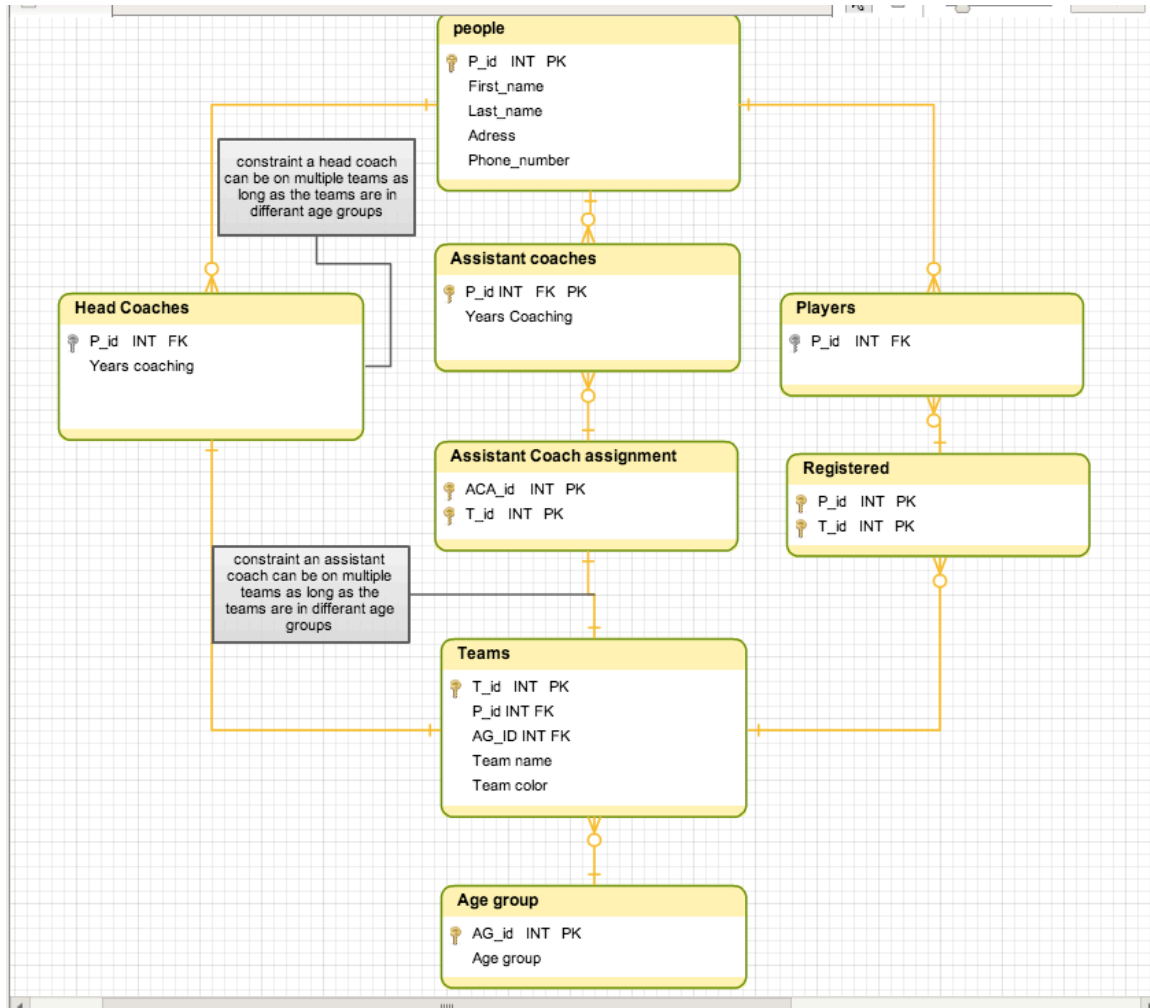 people
P_id INT PK
First_name
Last_name
Adress
Phone_number
constraint a head coach
can be on multiple teams as
long as the teams are in
differant age groups
Assistant coaches
P_id INT FK PK
Years Coaching
Head Coaches
P_id INT FK
Years coaching
Players
P_id INT FK
Assistant Coach assignment
ACA_id INT PK
T_id INT PK
Registered
P_id INT PK
T_id INT PK
constraint an assistant
coach can be on multiple
teams as long as the
teams are in differant age
groups
Teams
T_id INT PK
P_id INT FK
AG_ID INT FK
Team name
Team color
Age group
AG_id INT PK
Age group